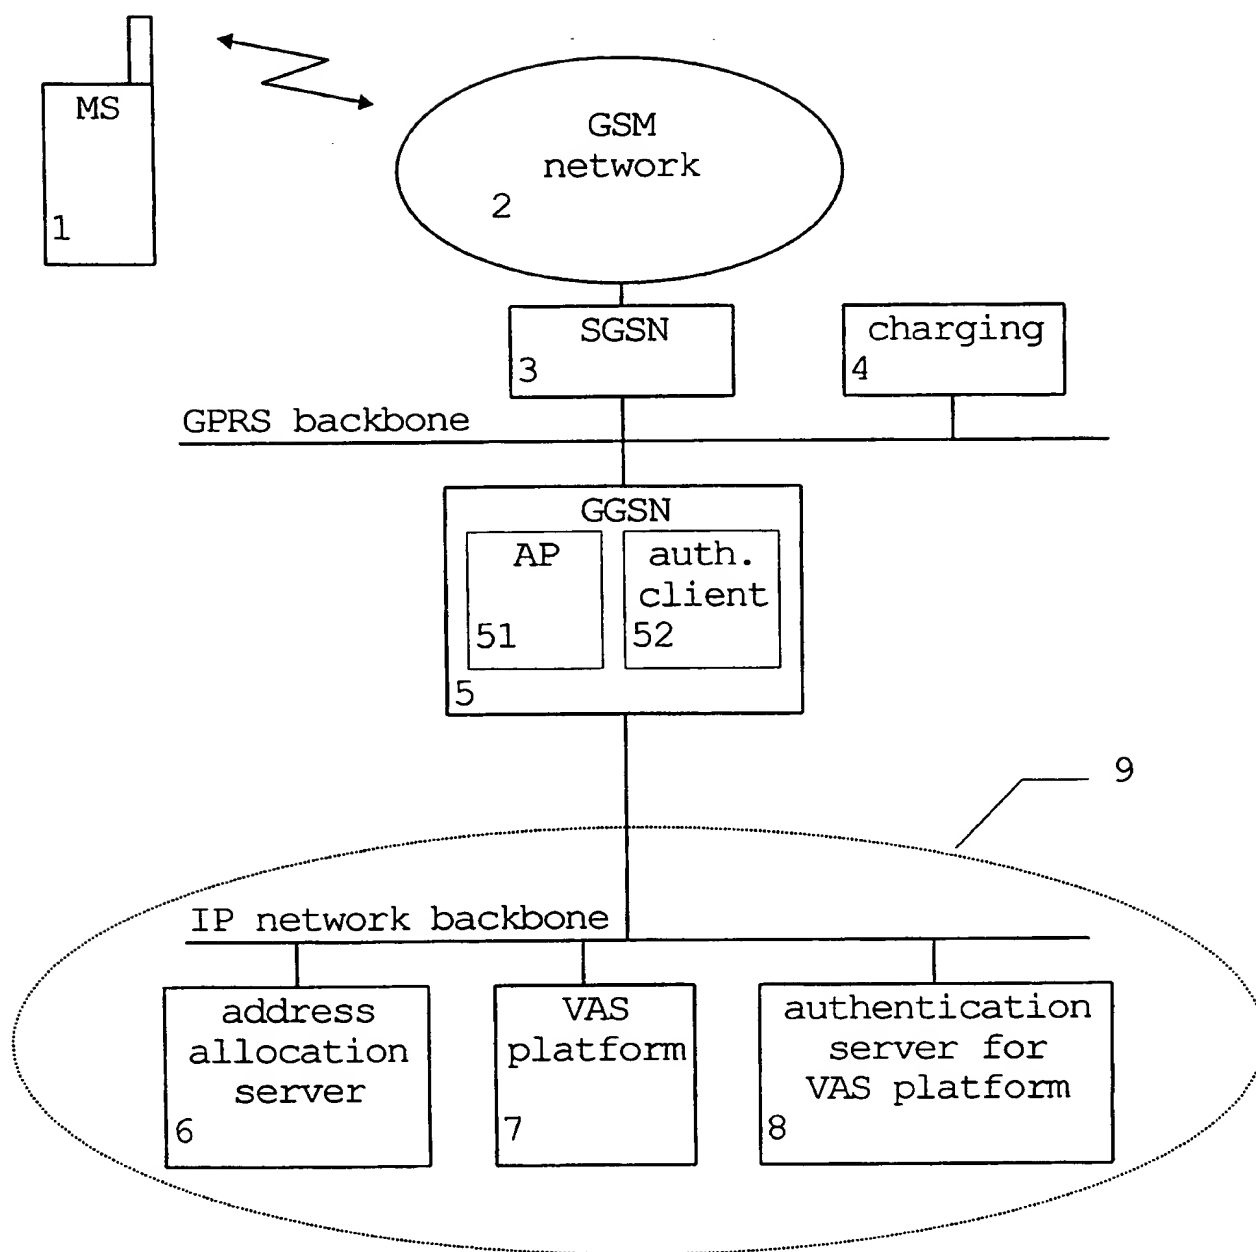 MS
1
GSM
network
2
SGSN
3
charging
4
GPRS backbone
GGSN
AP
51
auth.
client
52
5
9
IP network backbone
address
allocation
server
6
VAS
platform
7
authentication
server for
VAS platform
8